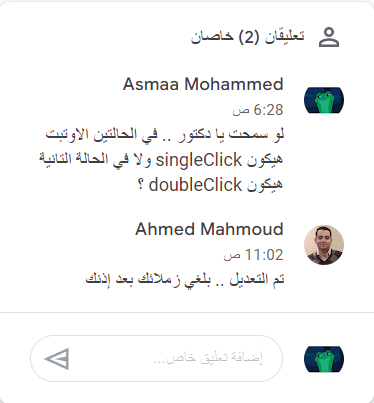 تعليقان (2) خاصان
Asmaa Mohammed
6:28 ص
لو سمحت يا دكتور .. في الحالتين الاوتبت
هيكون singleClick ولا في الحالة التانية
هيكون doubleClick ؟
Ahmed Mahmoud
11:02 ص
تم التعديل .. بلغي زملائك بعد إذنك
إضافة تعليق خاص...